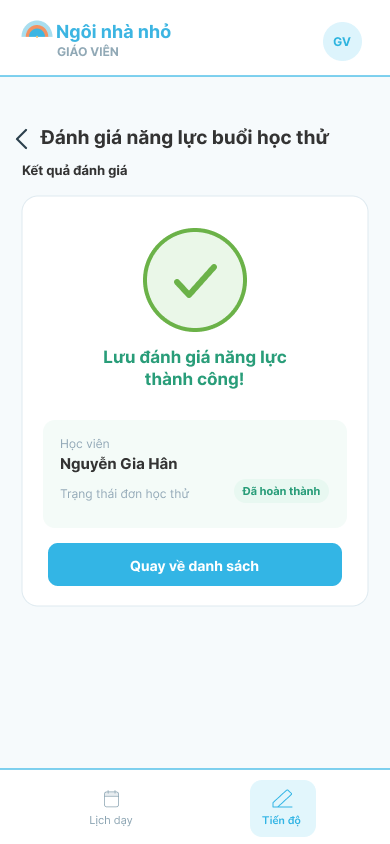 Ngôi nhà nhỏ
GIÁO VIÊN
GV
Đánh giá năng lực buổi học thử
Kết quả đánh giá
Lưu đánh giá năng lực
thành công!
Học viên
Nguyễn Gia Hân
Trạng thái đơn học thử
Đã hoàn thành
Quay về danh sách
Lịch dạy
Tiến độ